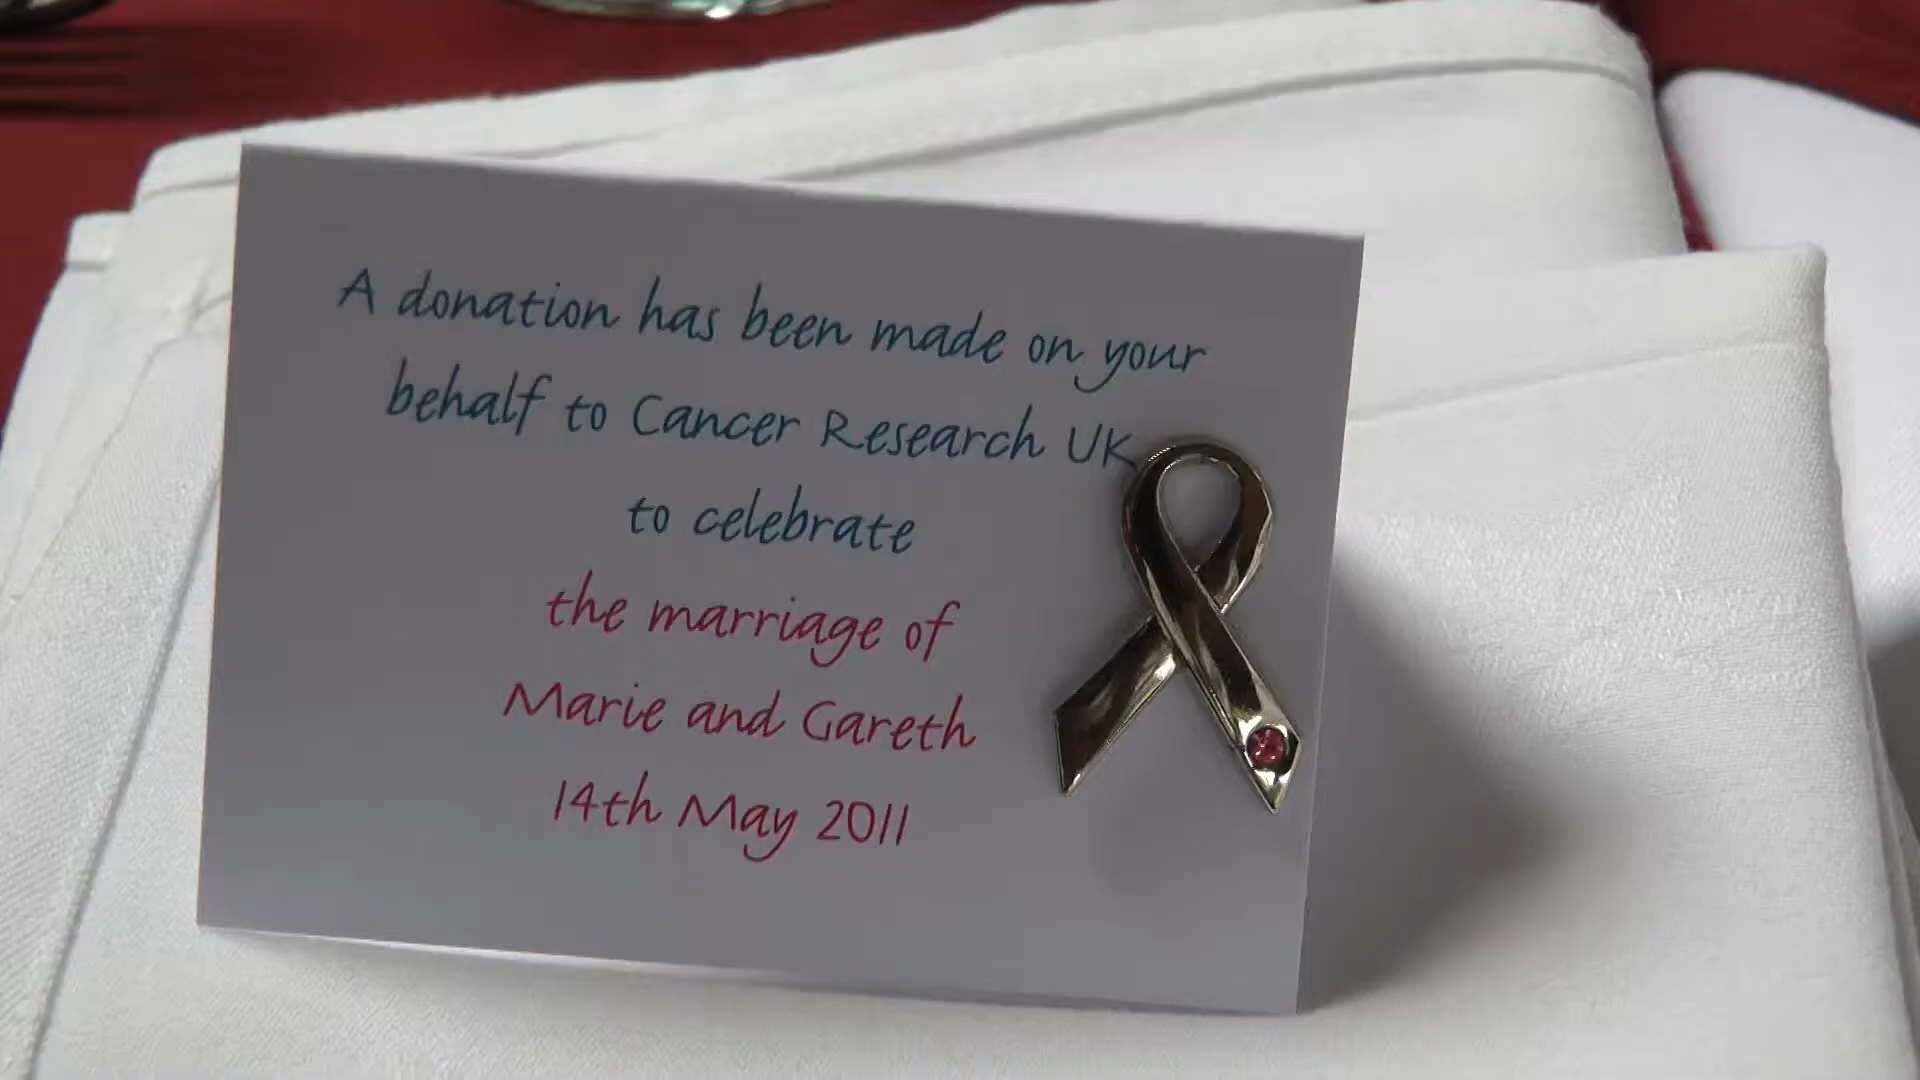 A donation has been made on your
behalf to Cancer Research UK
to celebrate
the marriage of
Marie and Gareth
14th May 2011